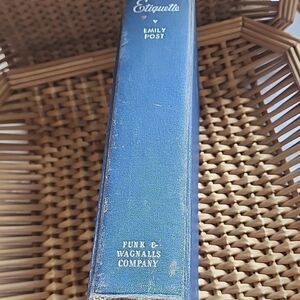 Etiquette
EMILY
POST
FUNK &
WAGNALLS
COMPANY